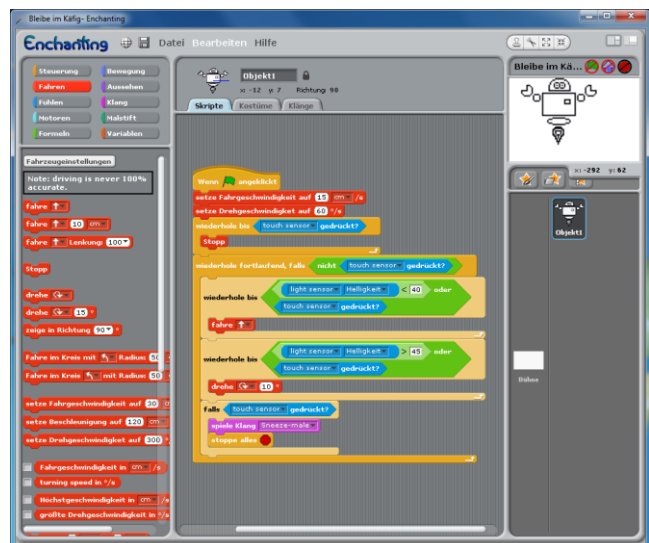 Bleibe im Käfig- Enchanting
Enchanting Datei Bearbeiten Hilfe
Steuerung Bewegung
Fahren Aussehen
Fühlen Klang
Motoren Malstift
Formeln Variablen
Objekt1
x: -12 y: 7 Richtung: 90
Skripte Kostüme Klänge
Bleibe im Kä...
x: -292 y: 62
Objekt1
Bühne
Fahrzeugeinstellungen
Note: driving is never 100%
accurate.
fahre
fahre 10 cm
fahre Lenkung: 100
Stopp
drehe
drehe 15 °
zeige in Richtung 90 °
Fahre im Kreis mit Radius: 50
Fahre im Kreis mit Radius: 50
setze Fahrgeschwindigkeit auf 30 cm
setze Beschleunigung auf 120 cm
setze Drehgeschwindigket auf 300 °
Fahrgeschwindigkeit in cm /s
turning speed in °/s
Höchstgeschwindigkeit in cm /s
größte Drehgeschwindigkeit in °/s
Wenn angeklickt
setze Fahrgeschwindigkeit auf 15 cm /s
setze Drehgeschwindigket auf 60 °/s
wiederhole bis touch sensor gedrückt?
Stopp
wiederhole fortlaufend, falls nicht touch sensor gedrückt?
wiederhole bis light sensor Helligkeit < 40 oder
touch sensor gedrückt?
fahre
wiederhole bis light sensor Helligkeit > 45 oder
touch sensor gedrückt?
drehe 10 °
falls touch sensor gedrückt?
spiele Klang Sneeze-male
stoppe alles